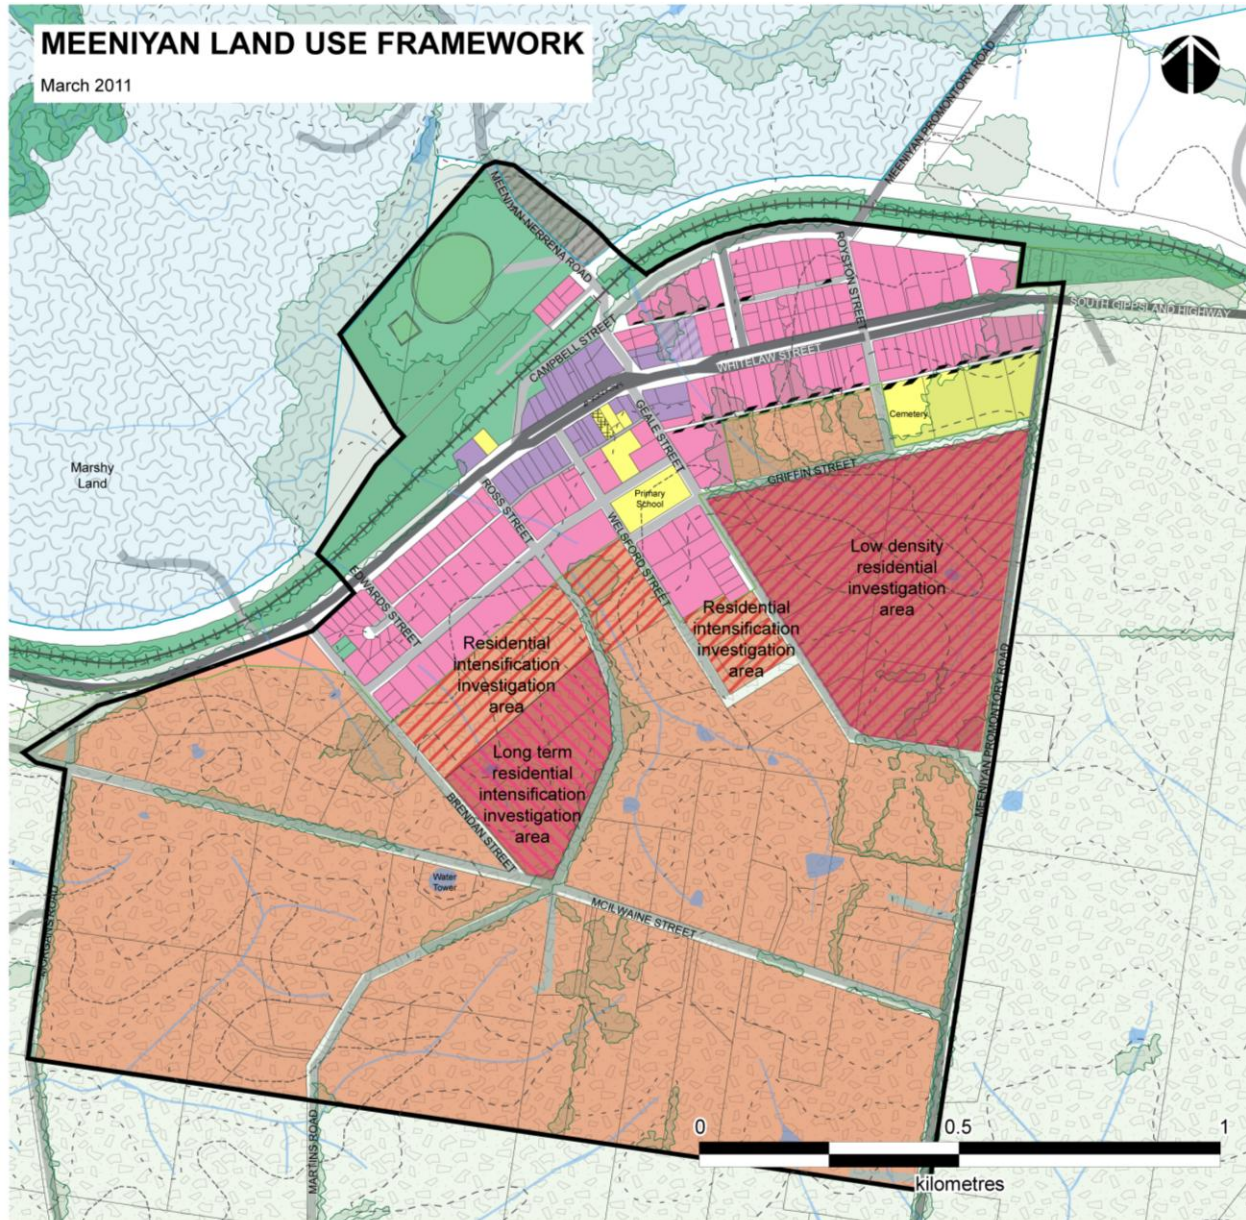 MEENIYAN LAND USE FRAMEWORK
March 2011
MEENIYAN PROMONTORY ROAD
MEENIYAN-NERRENA ROAD
ROYSTON STREET
SOUTH GIPPSLAND HIGHWAY
CAMPBELL STREET
WHITELAW STREET
GEALE STREET
Cemetery
GRIFFIN STREET
Marshy
Land
ROSS STREET
Primary
School
WELSFORD STREET
EDWARDS STREET
Low density
residential
investigation
area
Residential
intensification
investigation
area
Residential
intensification
investigation
area
Long term
residential
intensification
investigation
area
MEENIYAN PROMONTORY ROAD
BRENDAN STREET
Water
Tower
MCILWAINE STREET
MARTINS ROAD
0
0.5
1
kilometres